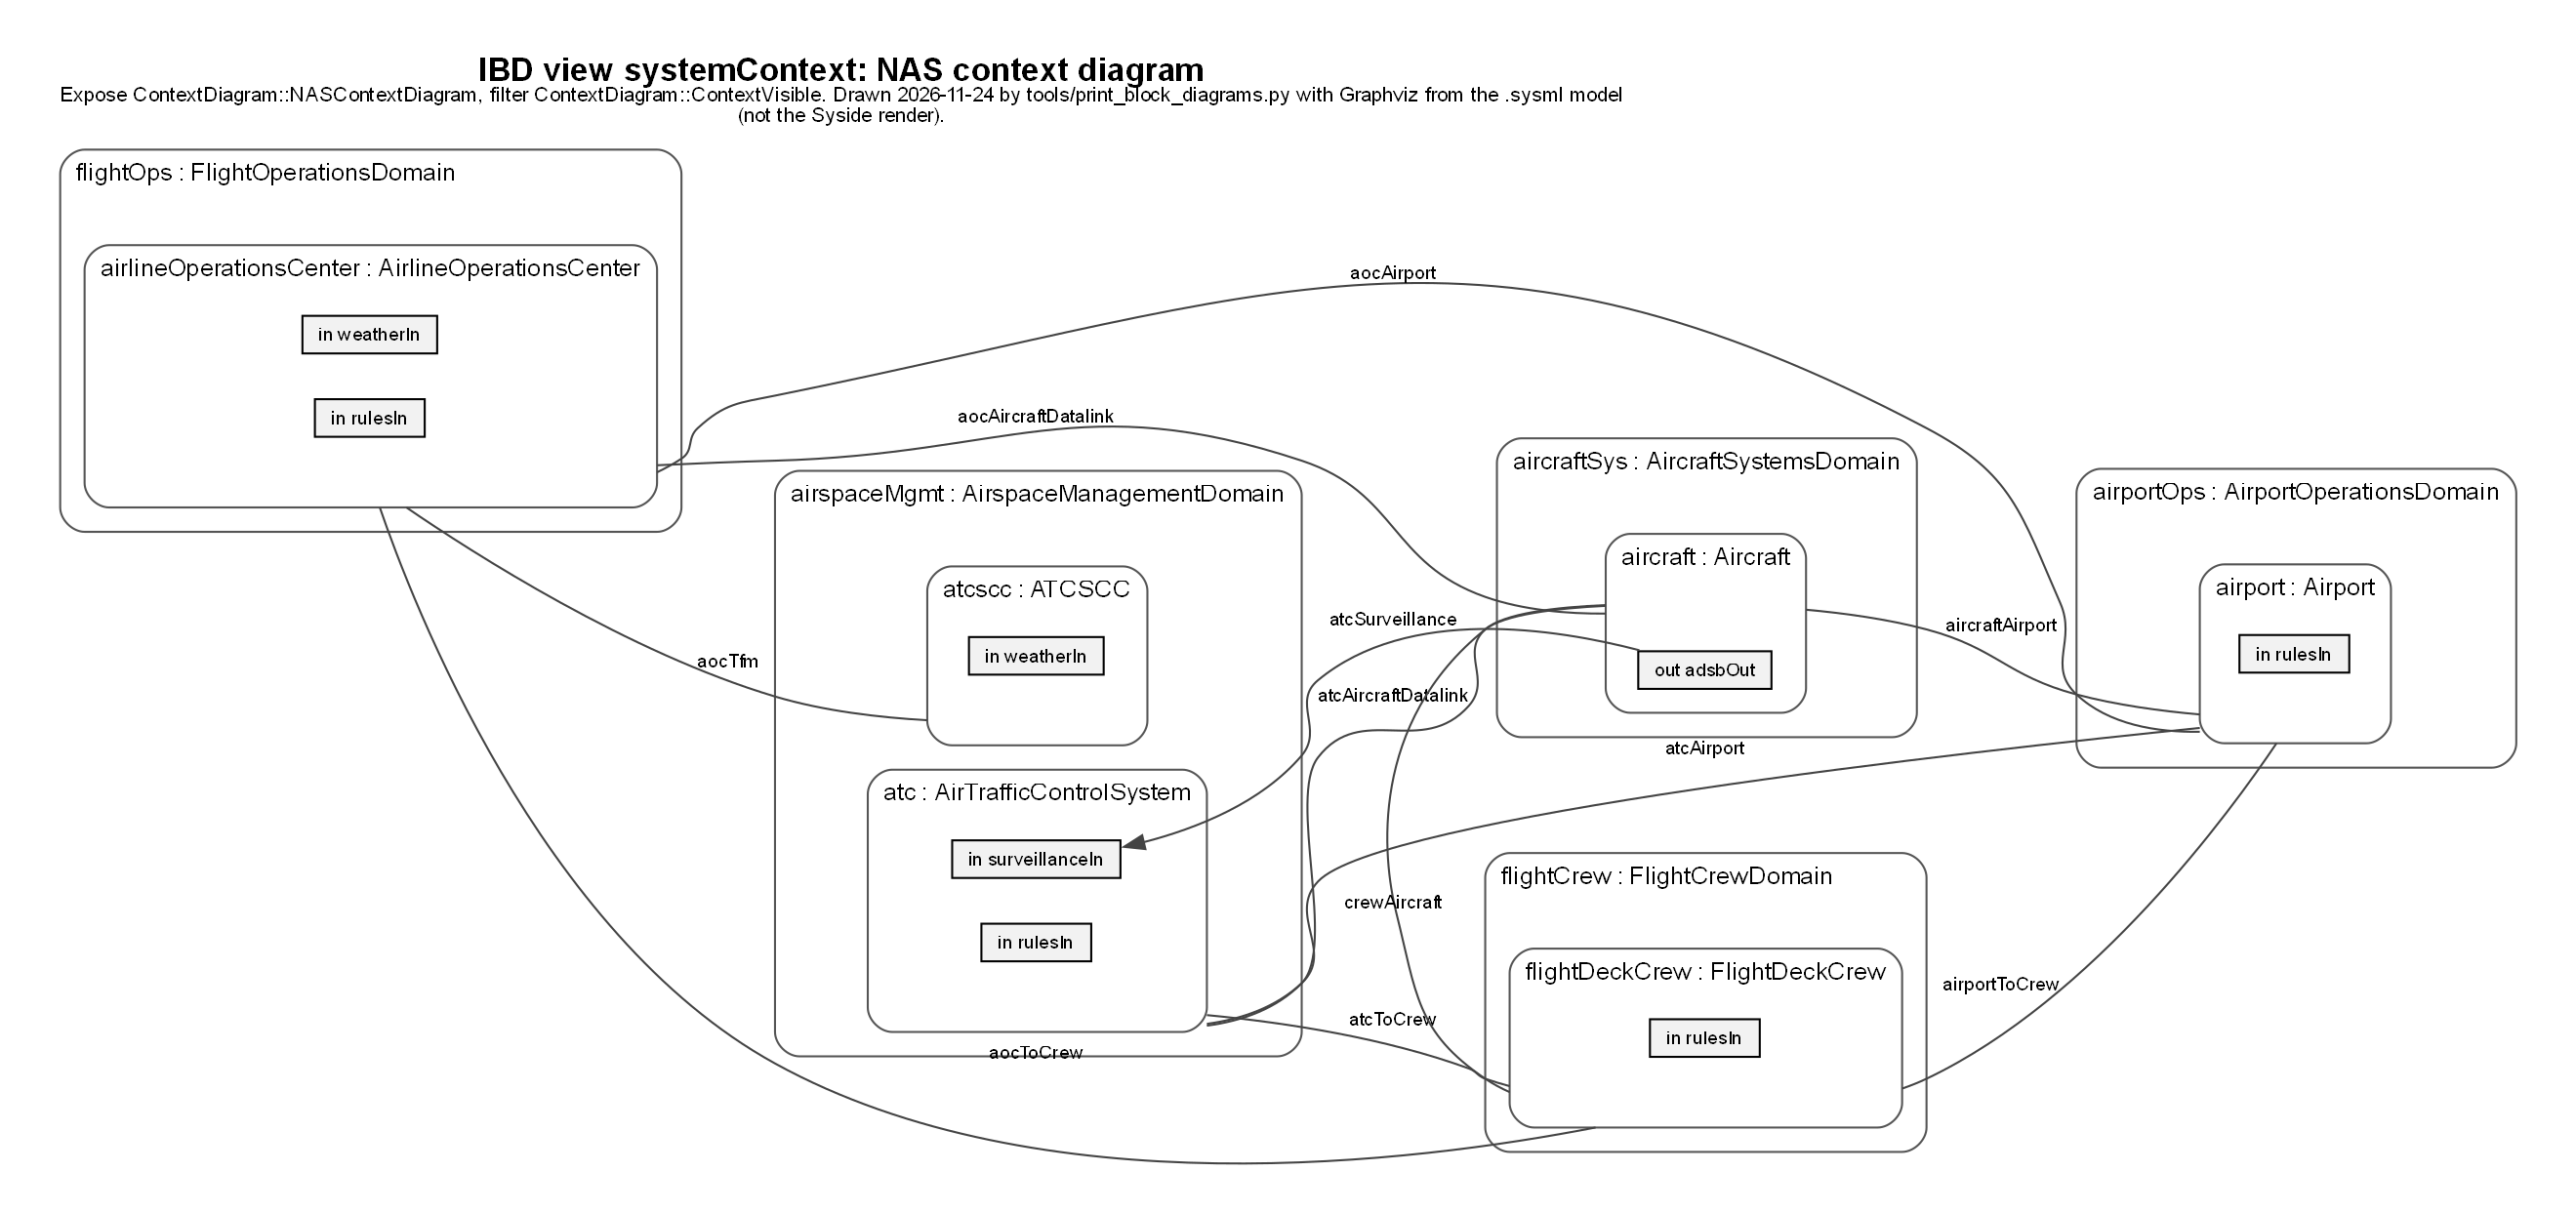 IBD view systemContext: NAS context diagram
Expose ContextDiagram::NASContextDiagram, filter ContextDiagram::ContextVisible. Drawn 2026-11-24 by tools/print_block_diagrams.py with Graphviz from the .sysml model
(not the Syside render).
flightOps : FlightOperationsDomain
airlineOperationsCenter : AirlineOperationsCenter
in weatherIn
in rulesIn
aocAirport
aocAircraftDatalink
aocTfm
airspaceMgmt : AirspaceManagementDomain
atcscc : ATCSCC
in weatherIn
atc : AirTrafficControlSystem
in surveillanceIn
in rulesIn
aocToCrew
atcSurveillance
atcAircraftDatalink
crewAircraft
atcToCrew
aircraftSys : AircraftSystemsDomain
aircraft : Aircraft
out adsbOut
atcAirport
flightCrew : FlightCrewDomain
flightDeckCrew : FlightDeckCrew
in rulesIn
aircraftAirport
airportToCrew
airportOps : AirportOperationsDomain
airport : Airport
in rulesIn